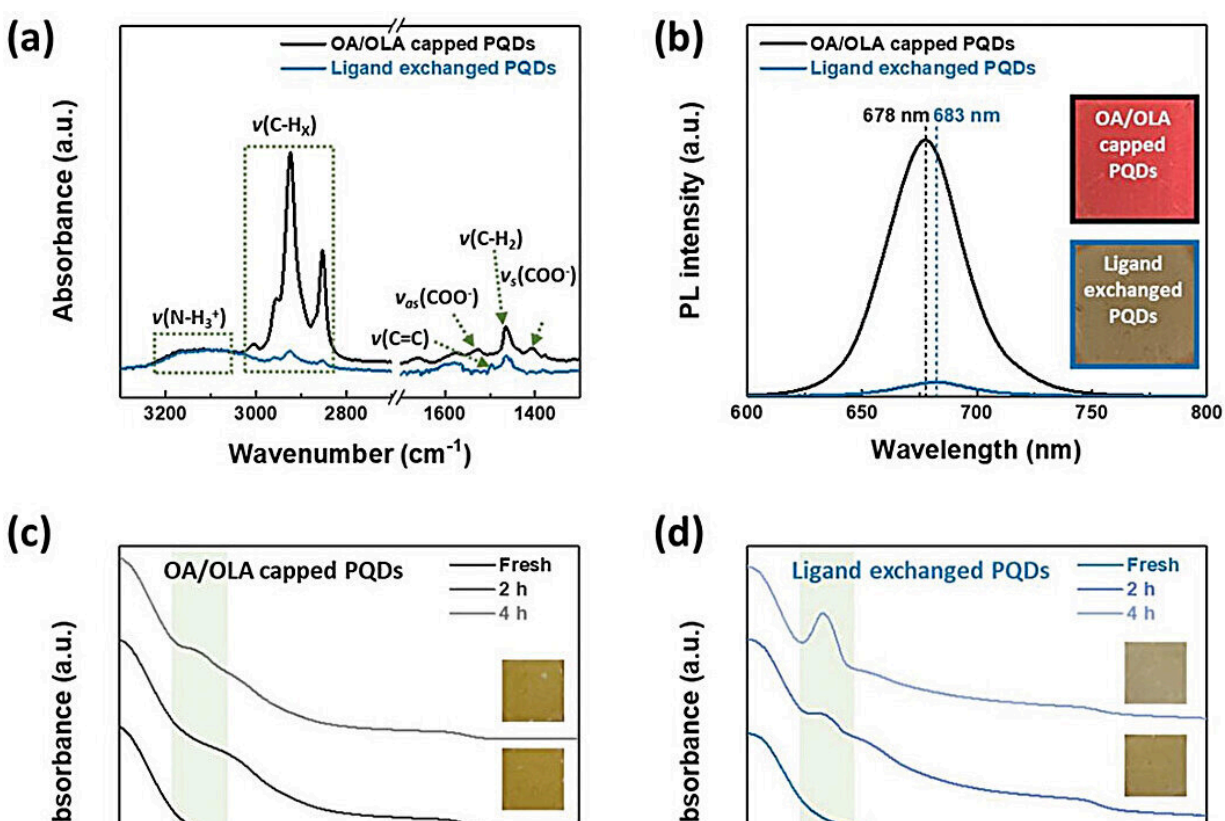 (a)
OA/OLA capped PQDs
Ligand exchanged PQDs
Absorbance (a.u.)
ν(C-Hₓ)
ν(N-H₃⁺)
ν(C=C)
νas(COO⁻)
ν(C-H₂)
νs(COO⁻)
3200 3000 2800 1600 1400
Wavenumber (cm⁻¹)
(b)
OA/OLA capped PQDs
Ligand exchanged PQDs
PL intensity (a.u.)
678 nm 683 nm
OA/OLA
capped
PQDs
Ligand
exchanged
PQDs
600 650 700 750 800
Wavelength (nm)
(c)
OA/OLA capped PQDs
Fresh
2 h
4 h
bsorbance (a.u.)
(d)
Ligand exchanged PQDs
Fresh
2 h
4 h
bsorbance (a.u.)